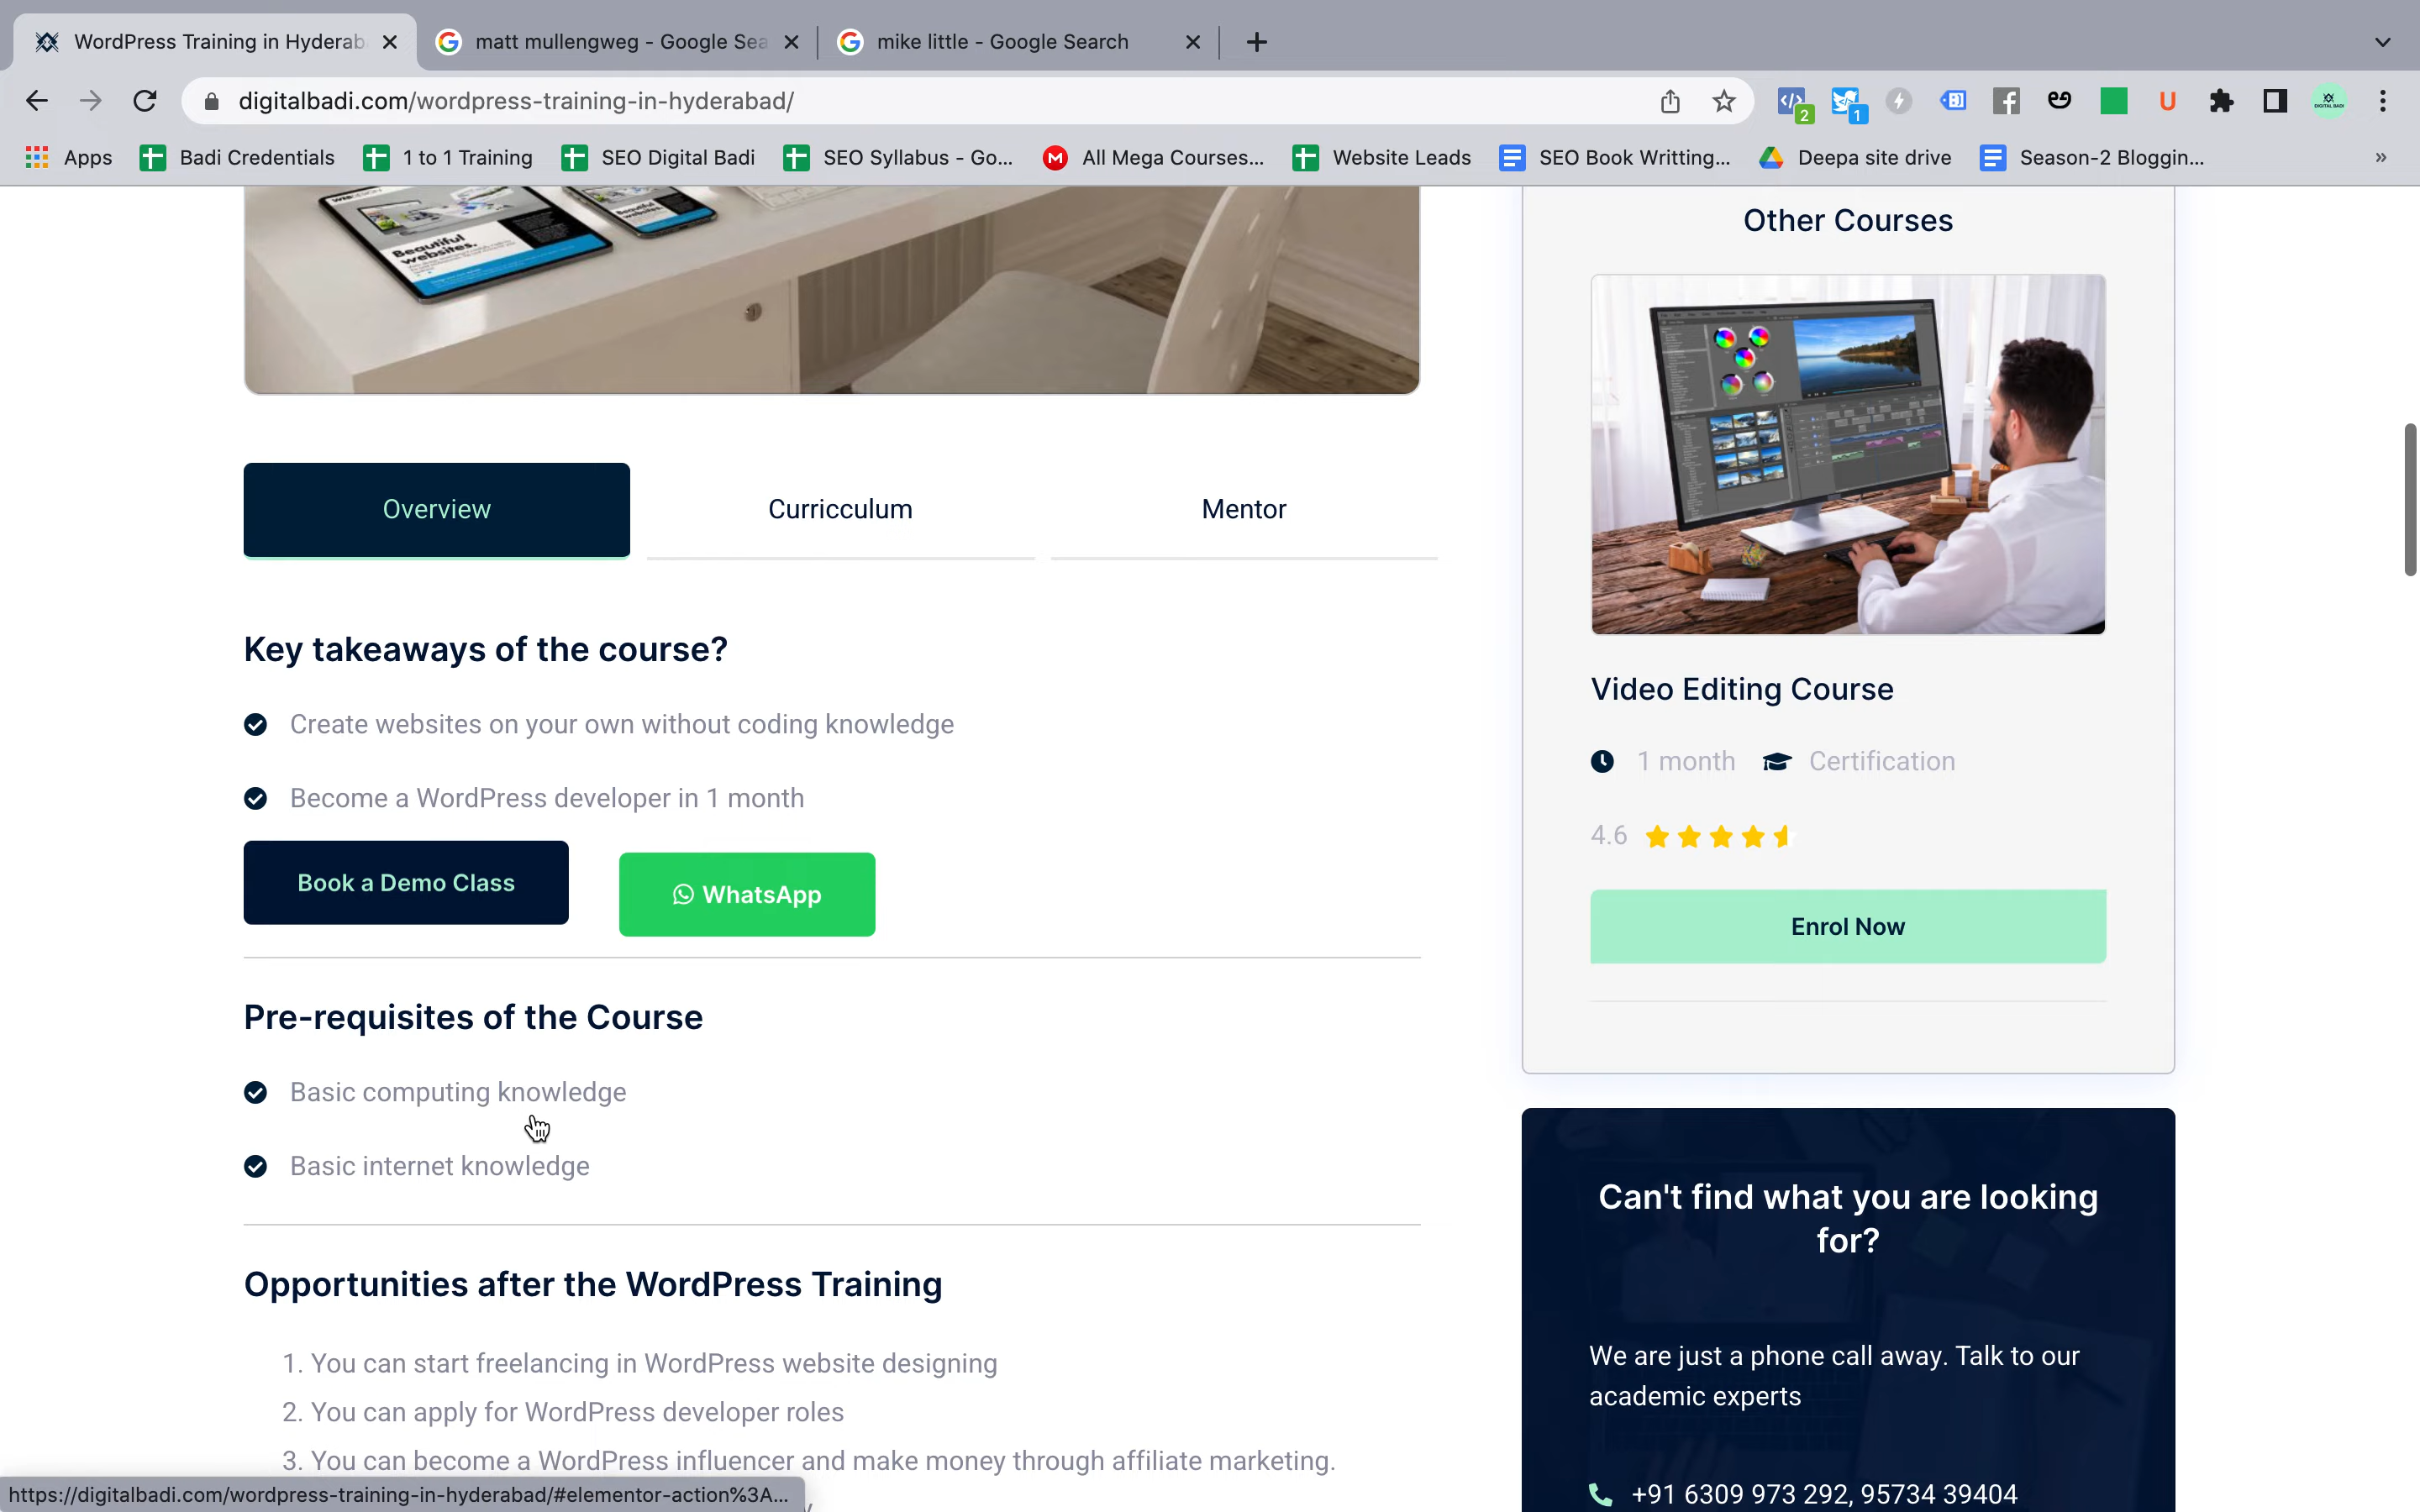 WordPress Training in Hyderab
matt mullengweg - Google Sea
mike little - Google Search
digitalbadi.com/wordpress-training-in-hyderabad/
2
1
U
DIGITAL BADI
Apps
Badi Credentials
1 to 1 Training
SEO Digital Badi
SEO Syllabus - Go...
All Mega Courses...
Website Leads
SEO Book Writting...
Deepa site drive
Season-2 Bloggin...
»
Beautiful
websites.
Beautiful
websites.
Overview
Curricculum
Mentor
Key takeaways of the course?
Create websites on your own without coding knowledge
Become a WordPress developer in 1 month
Book a Demo Class
WhatsApp
Pre-requisites of the Course
Basic computing knowledge
Basic internet knowledge
Opportunities after the WordPress Training
1. You can start freelancing in WordPress website designing
2. You can apply for WordPress developer roles
3. You can become a WordPress influencer and make money through affiliate marketing.
https://digitalbadi.com/wordpress-training-in-hyderabad/#elementor-action%3A...
Other Courses
Video Editing Course
1 month
Certification
4.6
Enrol Now
Can't find what you are looking
for?
We are just a phone call away. Talk to our
academic experts
+91 6309 973 292, 95734 39404